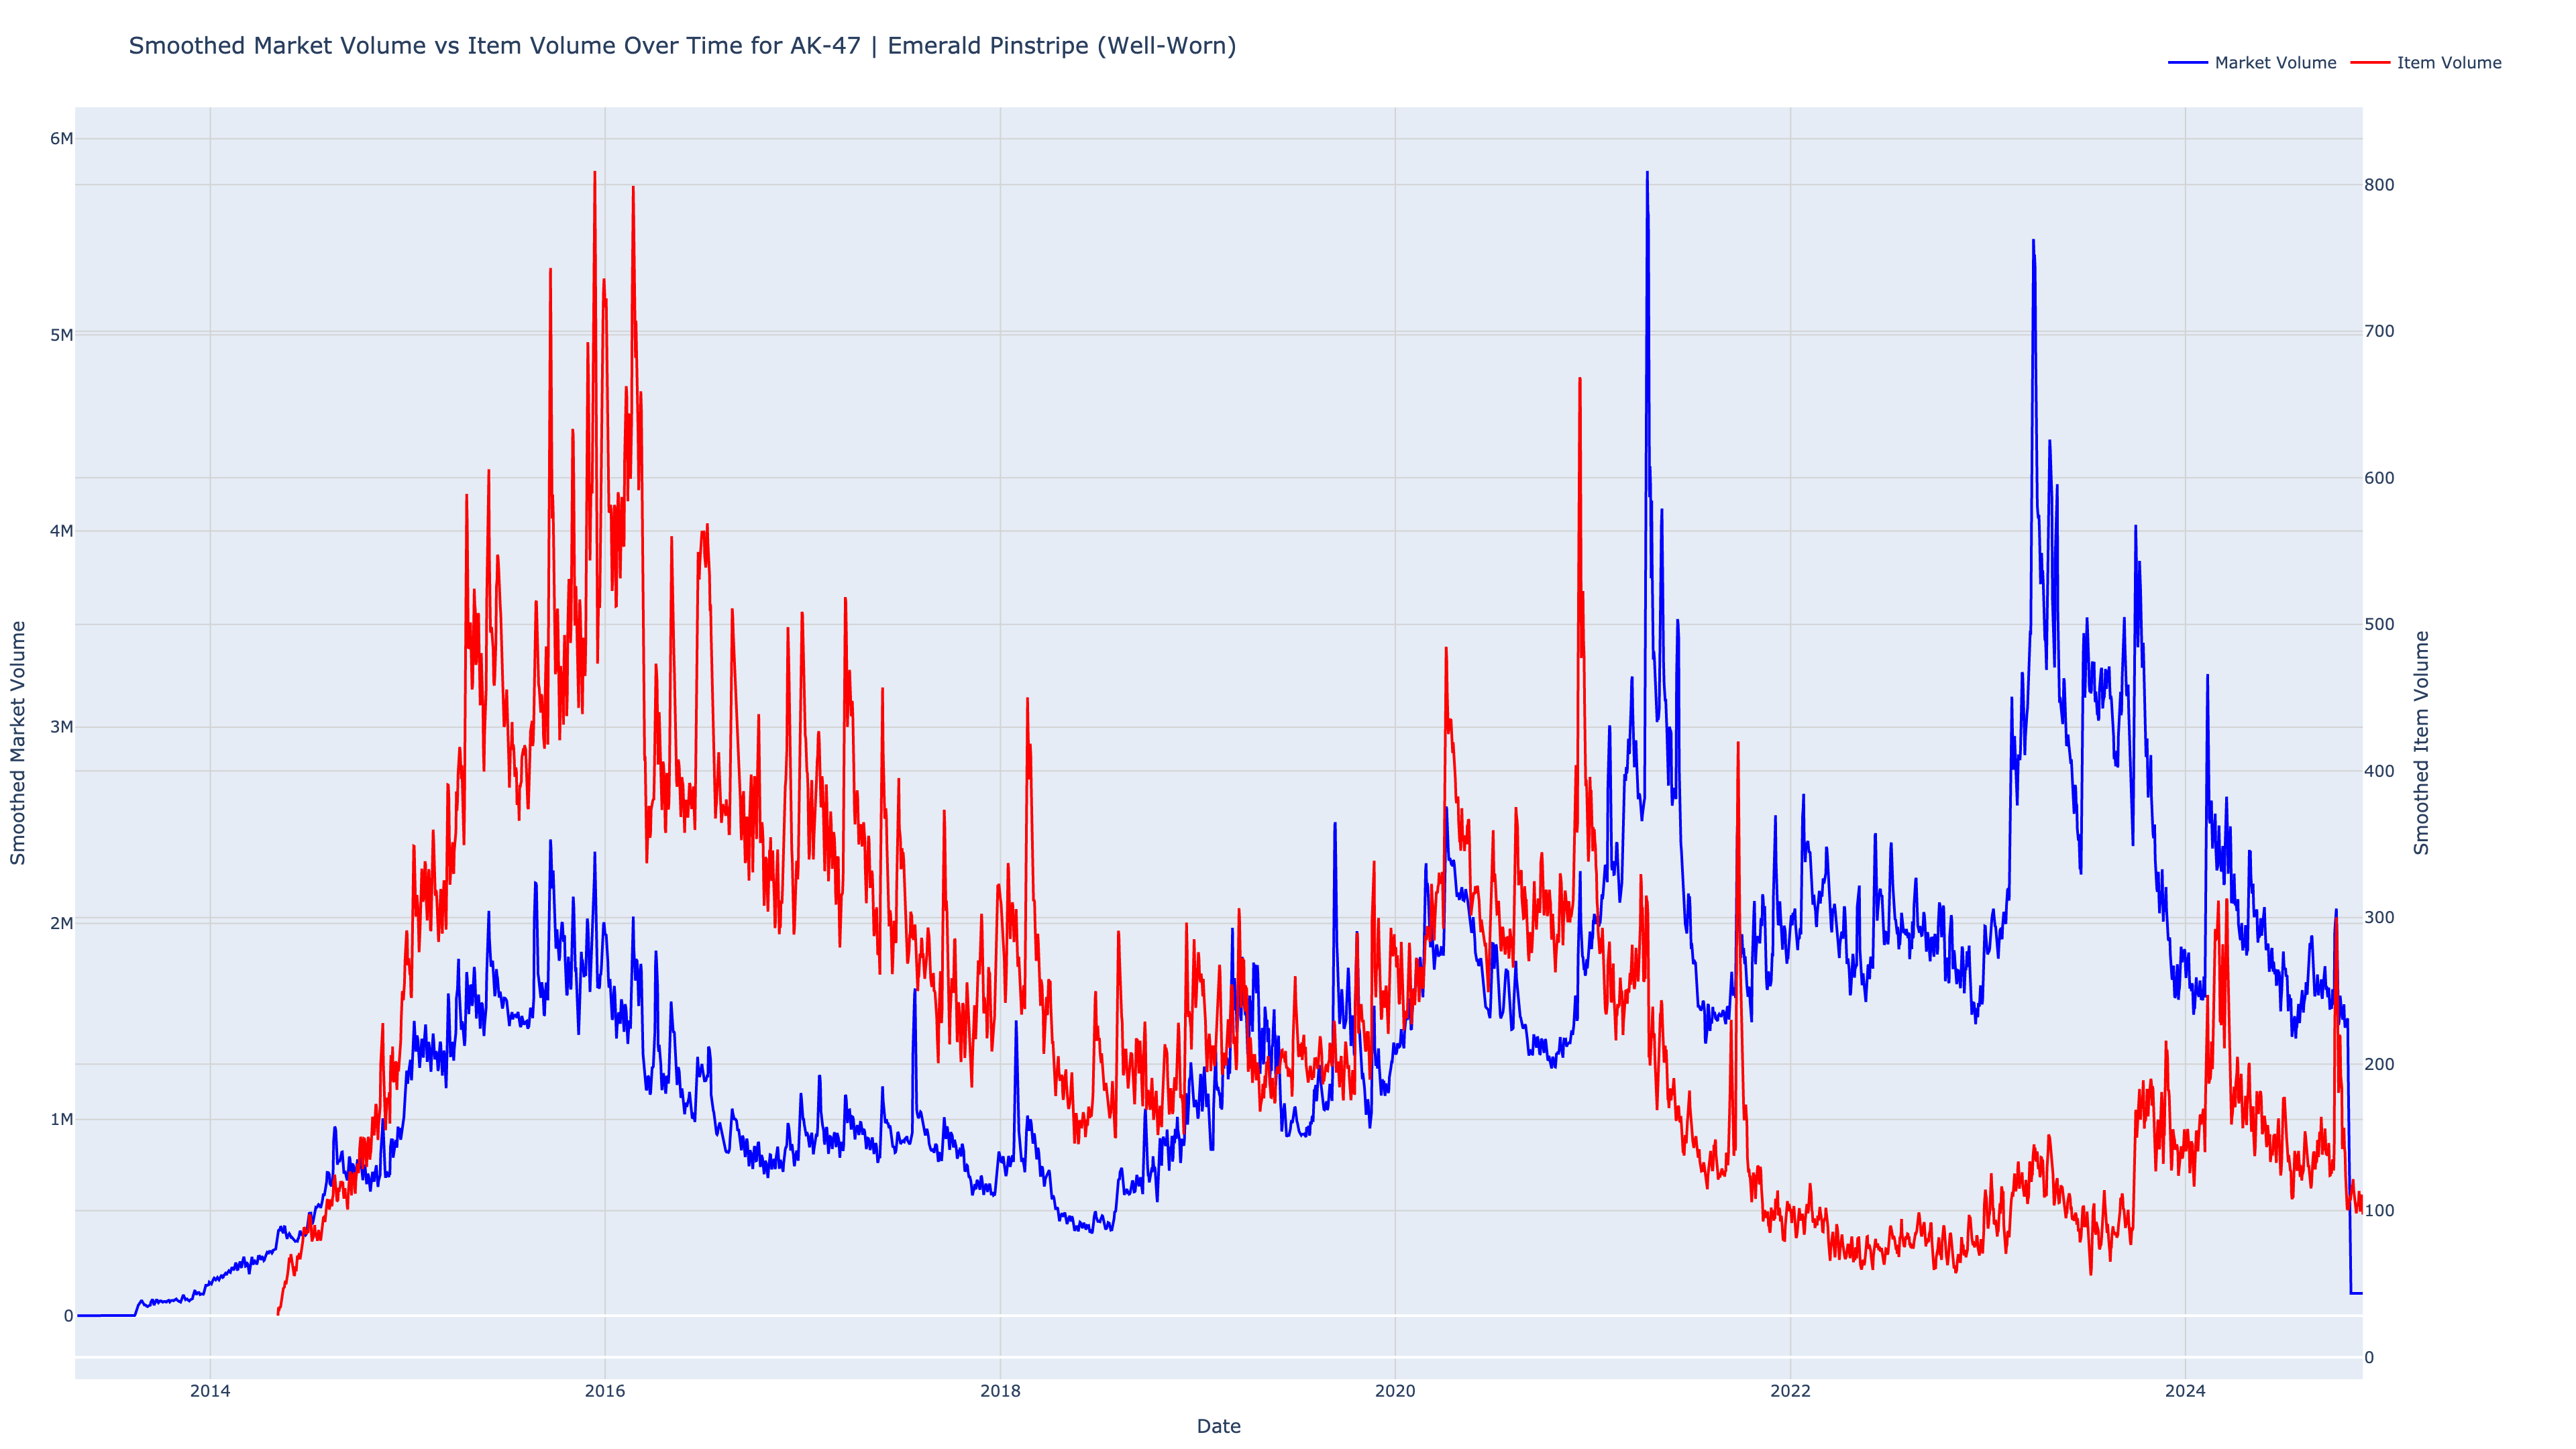 Smoothed Market Volume vs Item Volume Over Time for AK-47 | Emerald Pinstripe (Well-Worn)
Market Volume
Item Volume
6M
5M
4M
3M
2M
1M
0
Smoothed Market Volume
800
700
600
500
400
300
200
100
0
Smoothed Item Volume
2014
2016
2018
2020
2022
2024
Date